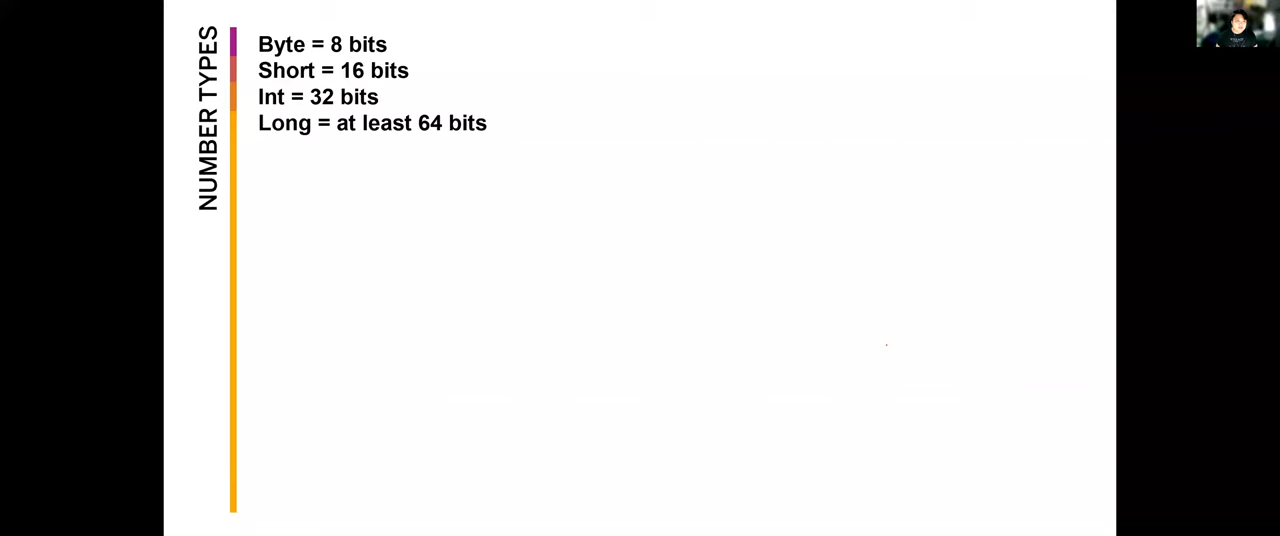 NUMBER TYPES
Byte = 8 bits
Short = 16 bits
Int = 32 bits
Long = at least 64 bits